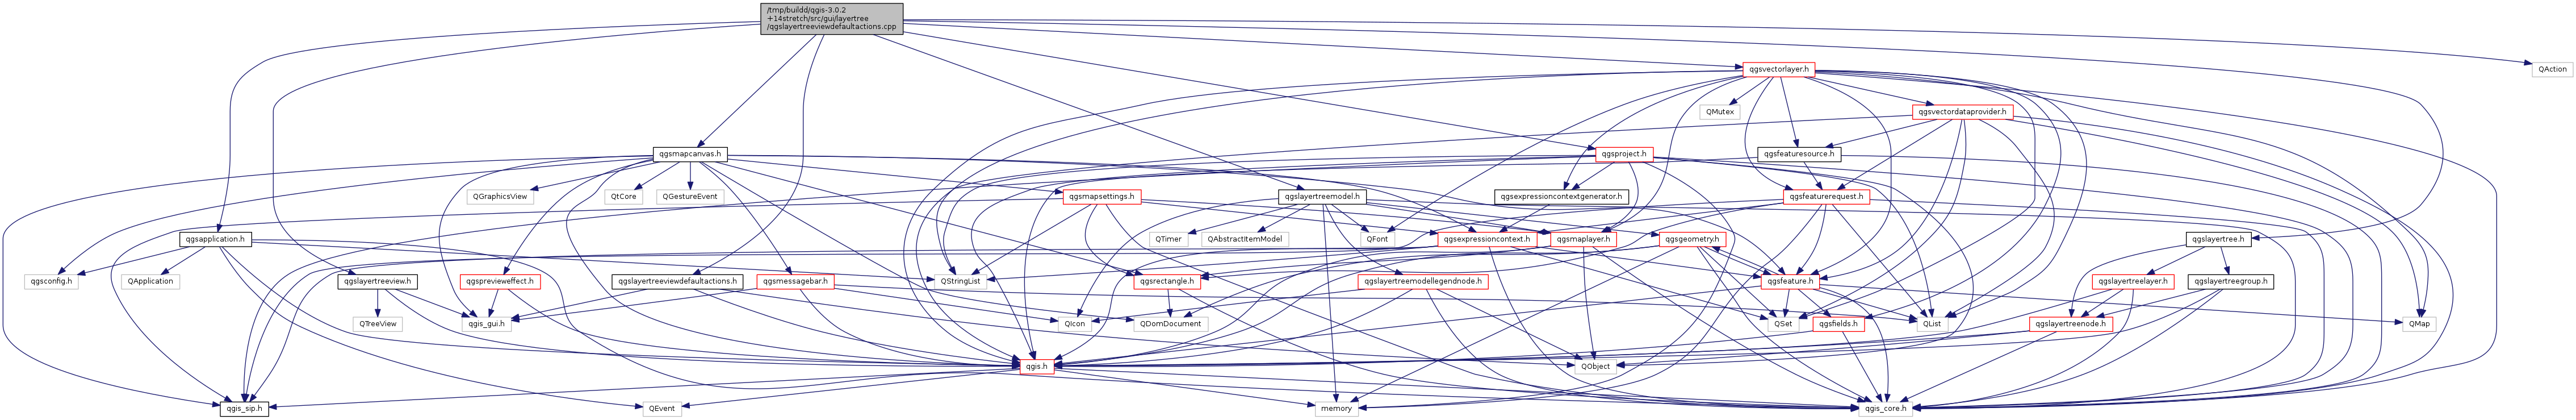 /tmp/buildd/qgis-3.0.2
+14stretch/src/gui/layertree
/qgslayertreeviewdefaultactions.cpp
qgsvectorlayer.h
QAction
QMutex
qgsvectordataprovider.h
qgsmapcanvas.h
qgsproject.h
qgsfeaturesource.h
QGraphicsView
QtCore
QGestureEvent
qgsmapsettings.h
qgslayertreemodel.h
qgsexpressioncontextgenerator.h
qgsfeaturerequest.h
qgsapplication.h
QTimer
QAbstractItemModel
QFont
qgsexpressioncontext.h
qgsmaplayer.h
qgsgeometry.h
qgslayertree.h
qgsconfig.h
QApplication
qgslayertreeview.h
qgsprevieweffect.h
qgslayertreeviewdefaultactions.h
qgsmessagebar.h
QStringList
qgsrectangle.h
qgslayertreemodellegendnode.h
qgsfeature.h
qgslayertreelayer.h
qgslayertreegroup.h
QTreeView
qgis_gui.h
QIcon
QDomDocument
QSet
qgsfields.h
QList
qgslayertreenode.h
QMap
qgis.h
QObject
qgis_sip.h
QEvent
memory
qgis_core.h